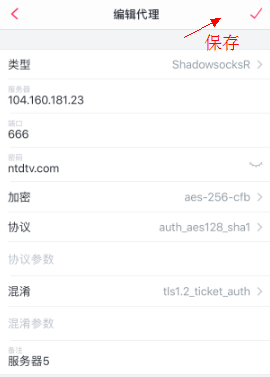 编辑代理
保存
类型 ShadowsocksR
服务器
104.160.181.23
端口
666
密码
ntdtv.com
加密 aes-256-cfb
协议 auth_aes128_sha1
协议参数
混淆 tls1.2_ticket_auth
混淆参数
备注
服务器5